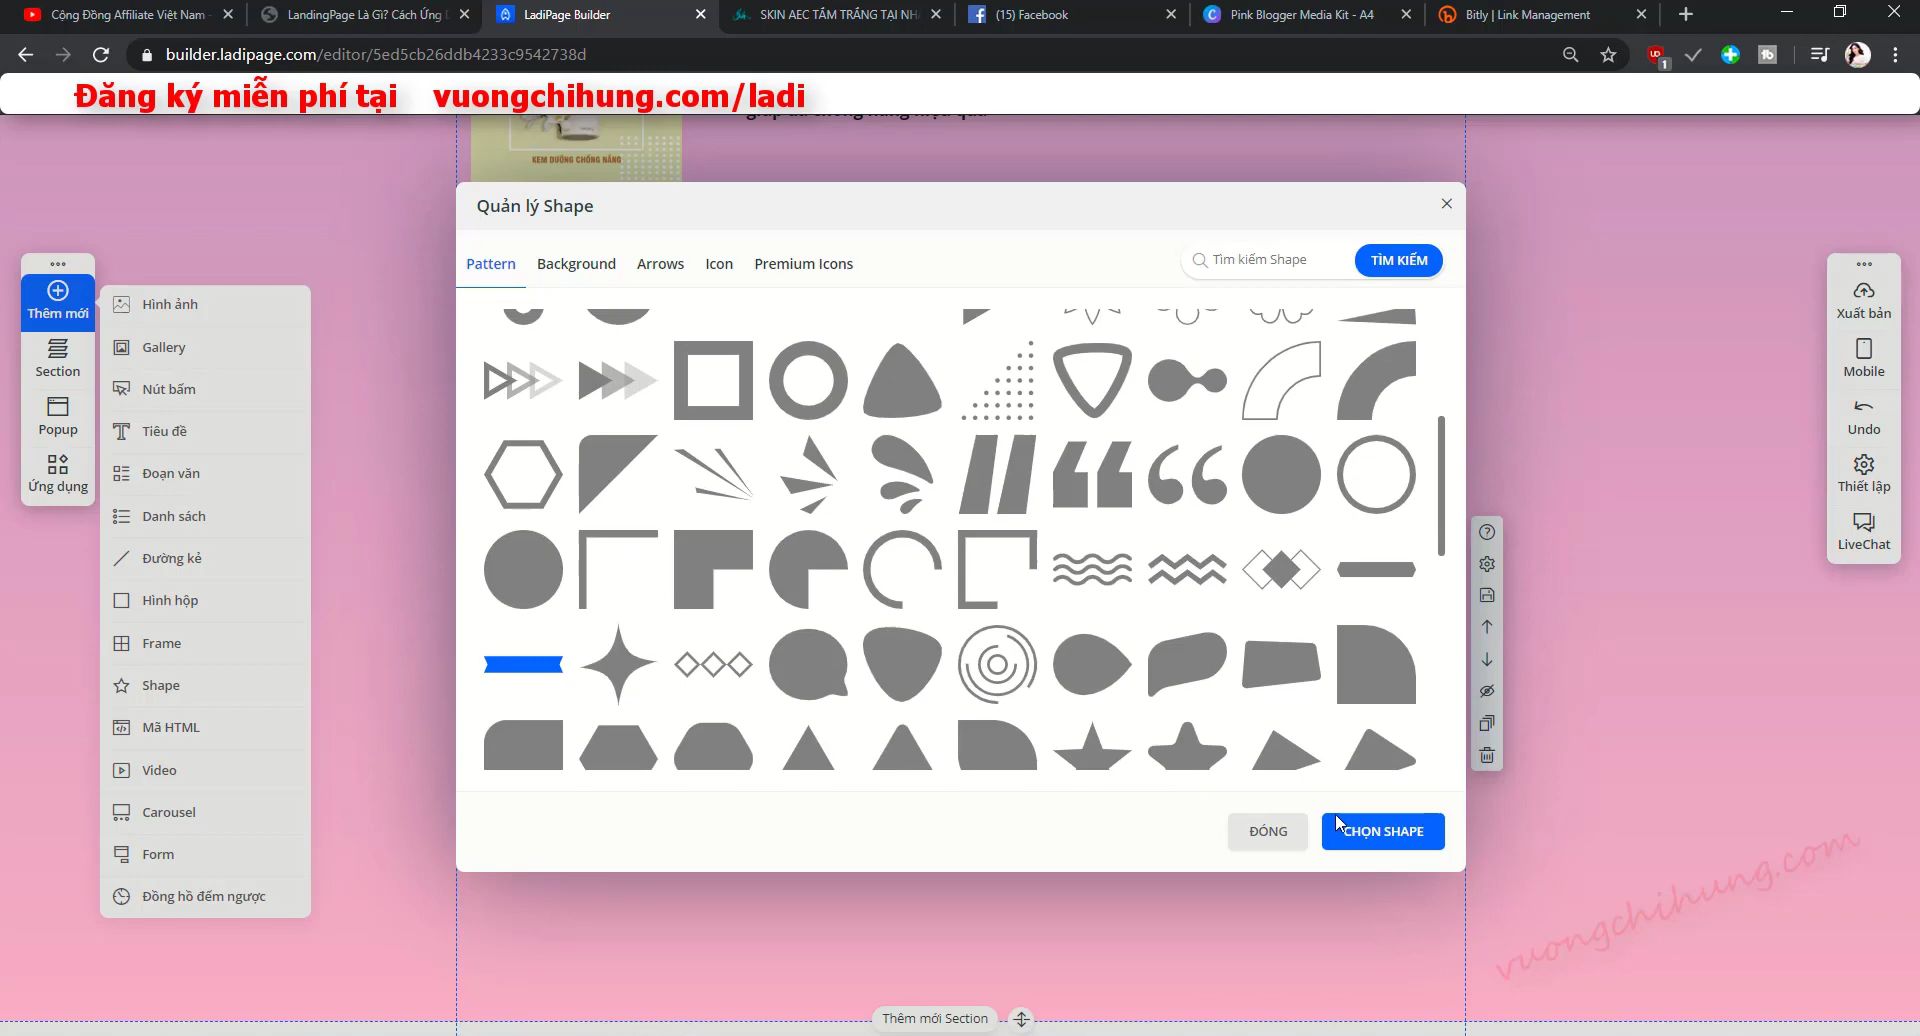 Cộng Đồng Affiliate Việt Nam
LandingPage Là Gì? Cách Ứng
LadiPage Builder
SKIN AEC TẮM TRẮNG TẠI NH
(15) Facebook
Pink Blogger Media Kit - A4
Bitly | Link Management
builder.ladipage.com/editor/5ed5cb26ddb4233c9542738d
1
Đăng ký miễn phí tại vuongchihung.com/ladi
KEM DƯỠNG CHỐNG NẮNG
Quản lý Shape
Pattern
Background
Arrows
Icon
Premium Icons
Tìm kiếm Shape
TÌM KIẾM
Thêm mới
Section
Popup
Ứng dụng
Hình ảnh
Gallery
Nút bấm
Tiêu đề
Đoạn văn
Danh sách
Đường kẻ
Hình hộp
Frame
Shape
Mã HTML
Video
Carousel
Form
Đồng hồ đếm ngược
Xuất bản
Mobile
Undo
Thiết lập
LiveChat
ĐÓNG
CHỌN SHAPE
vuongchihung.com
Thêm mới Section